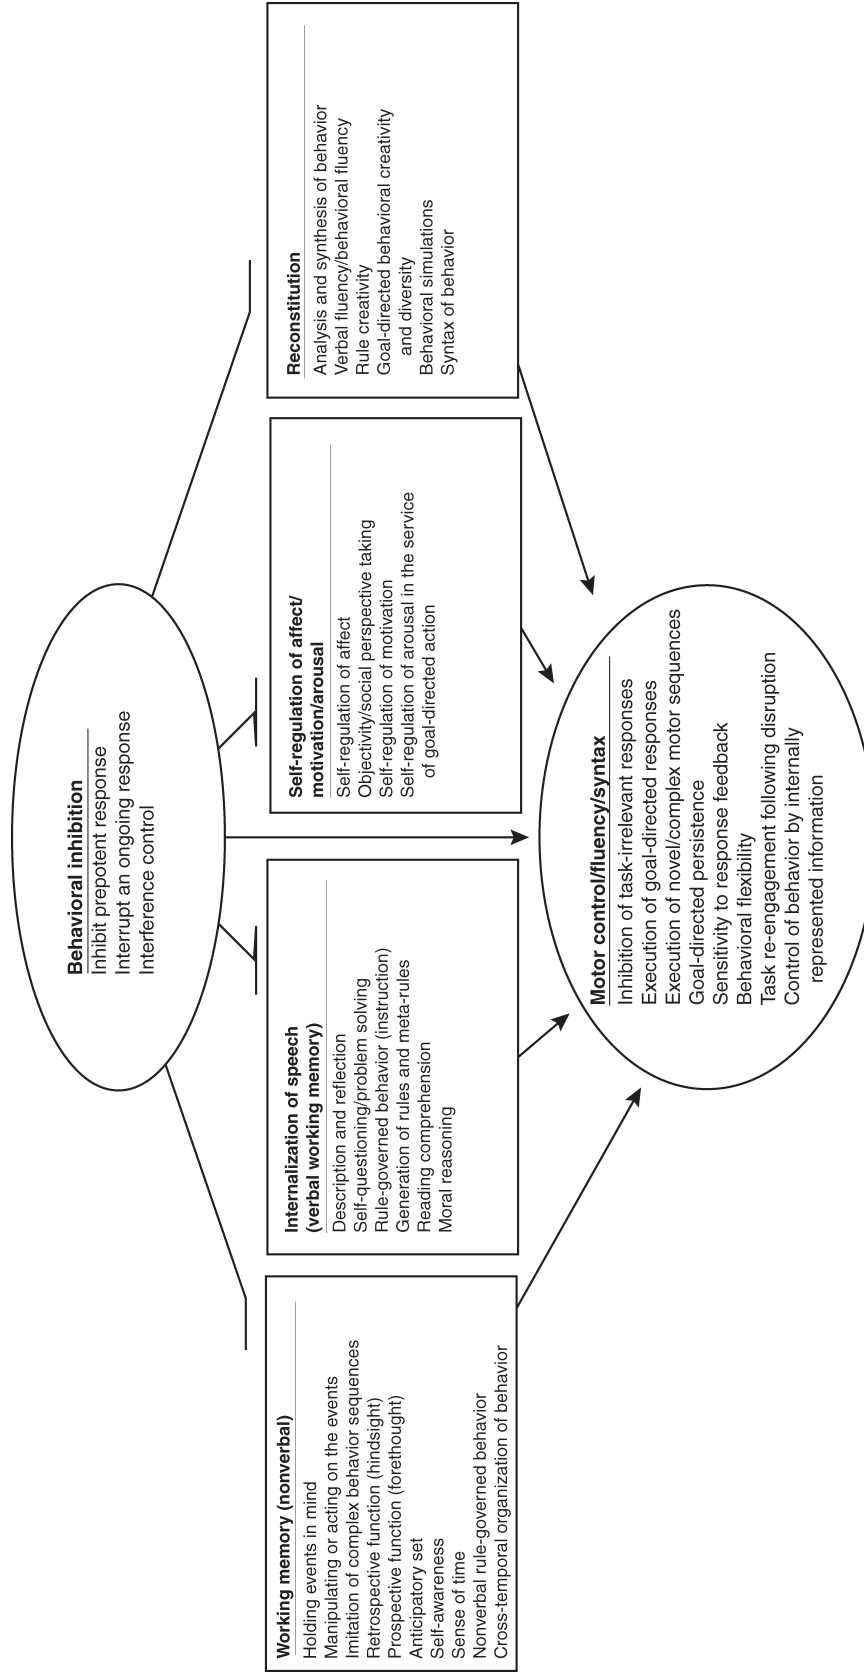 Behavioral inhibition
Inhibit prepotent response
Interrupt an ongoing response
Interference control
Working memory (nonverbal)
Holding events in mind
Manipulating or acting on the events
Imitation of complex behavior sequences
Retrospective function (hindsight)
Prospective function (forethought)
Anticipatory set
Self-awareness
Sense of time
Nonverbal rule-governed behavior
Cross-temporal organization of behavior
Internalization of speech
(verbal working memory)
Description and reflection
Self-questioning/problem solving
Rule-governed behavior (instruction)
Generation of rules and meta-rules
Reading comprehension
Moral reasoning
Self-regulation of affect/
motivation/arousal
Self-regulation of affect
Objectivity/social perspective taking
Self-regulation of motivation
Self-regulation of arousal in the service
of goal-directed action
Reconstitution
Analysis and synthesis of behavior
Verbal fluency/behavioral fluency
Rule creativity
Goal-directed behavioral creativity
and diversity
Behavioral simulations
Syntax of behavior
Motor control/fluency/syntax
Inhibition of task-irrelevant responses
Execution of goal-directed responses
Execution of novel/complex motor sequences
Goal-directed persistence
Sensitivity to response feedback
Behavioral flexibility
Task re-engagement following disruption
Control of behavior by internally
represented information